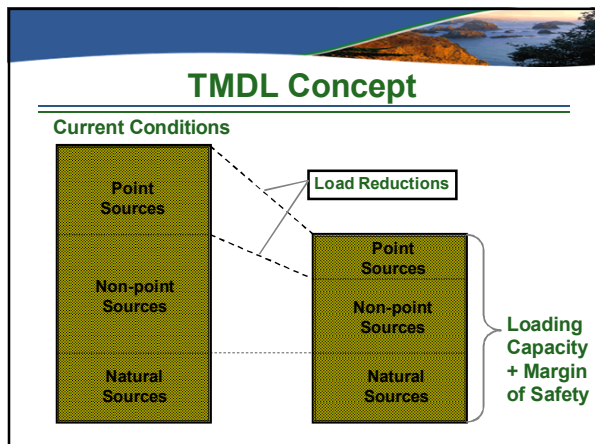 TMDL Concept
Current Conditions
Point
Sources
Non-point
Sources
Natural
Sources
Load Reductions
Point
Sources
Non-point
Sources
Natural
Sources
Loading
Capacity
+ Margin
of Safety